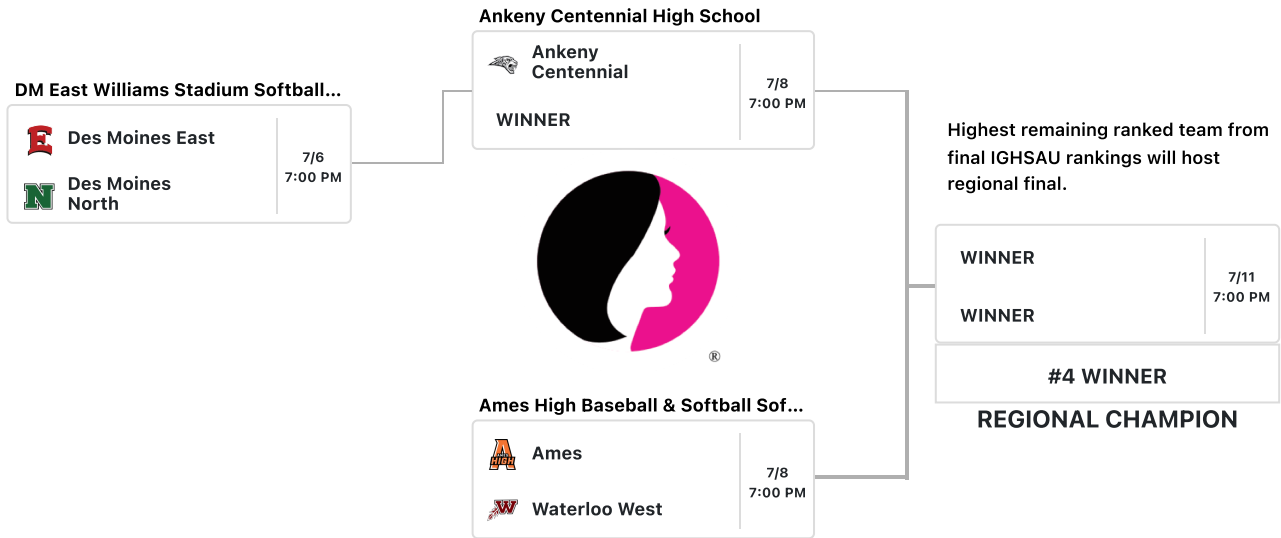 Ankeny Centennial High School
Ankeny
Centennial
WINNER
7/8
7:00 PM
DM East Williams Stadium Softball...
E
Des Moines East
N
Des Moines
North
7/6
7:00 PM
Highest remaining ranked team from
final IGHSAU rankings will host
regional final.
WINNER
WINNER
7/11
7:00 PM
#4 WINNER
REGIONAL CHAMPION
®
Ames High Baseball & Softball Sof...
A
HIGH
Ames
W
Waterloo West
7/8
7:00 PM